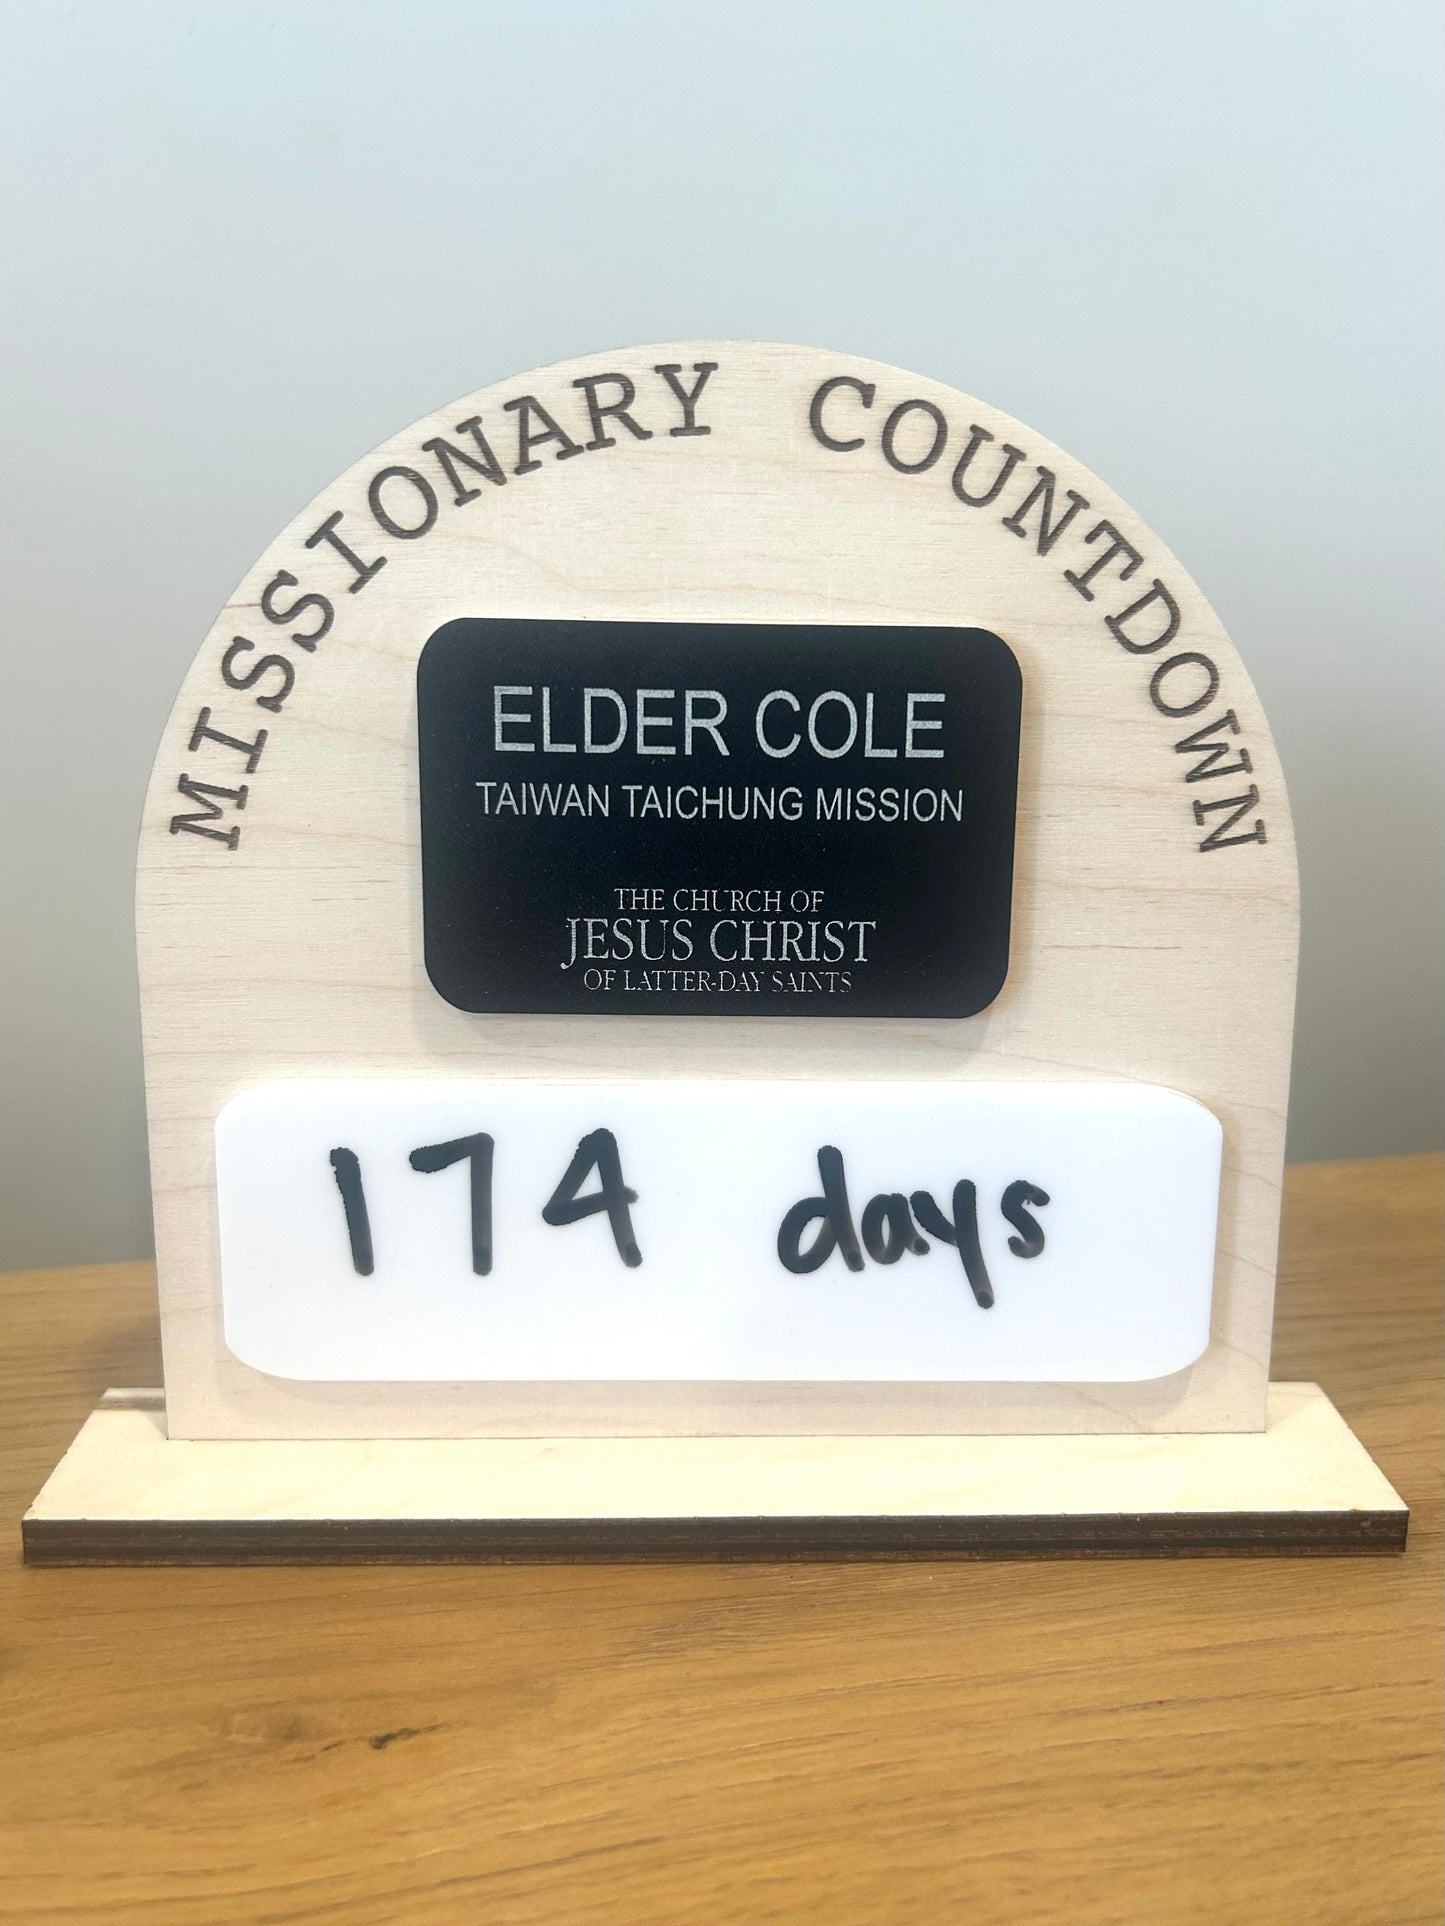 MISSIONARY COUNTDOWN
ELDER COLE
TAIWAN TAICHUNG MISSION
THE CHURCH OF
JESUS CHRIST
OF LATTER-DAY SAINTS
174 days